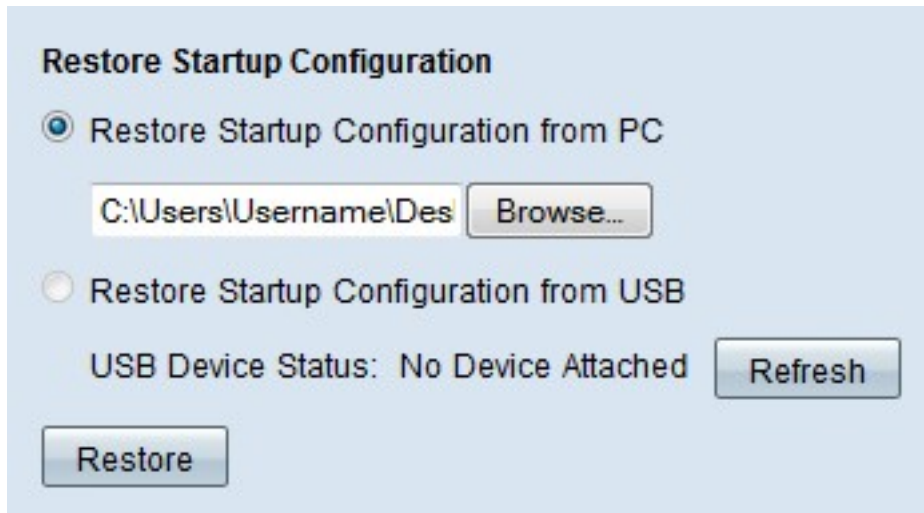 Restore Startup Configuration
Restore Startup Configuration from PC
C:\Users\Username\Des Browse...
Restore Startup Configuration from USB
USB Device Status: No Device Attached Refresh
Restore